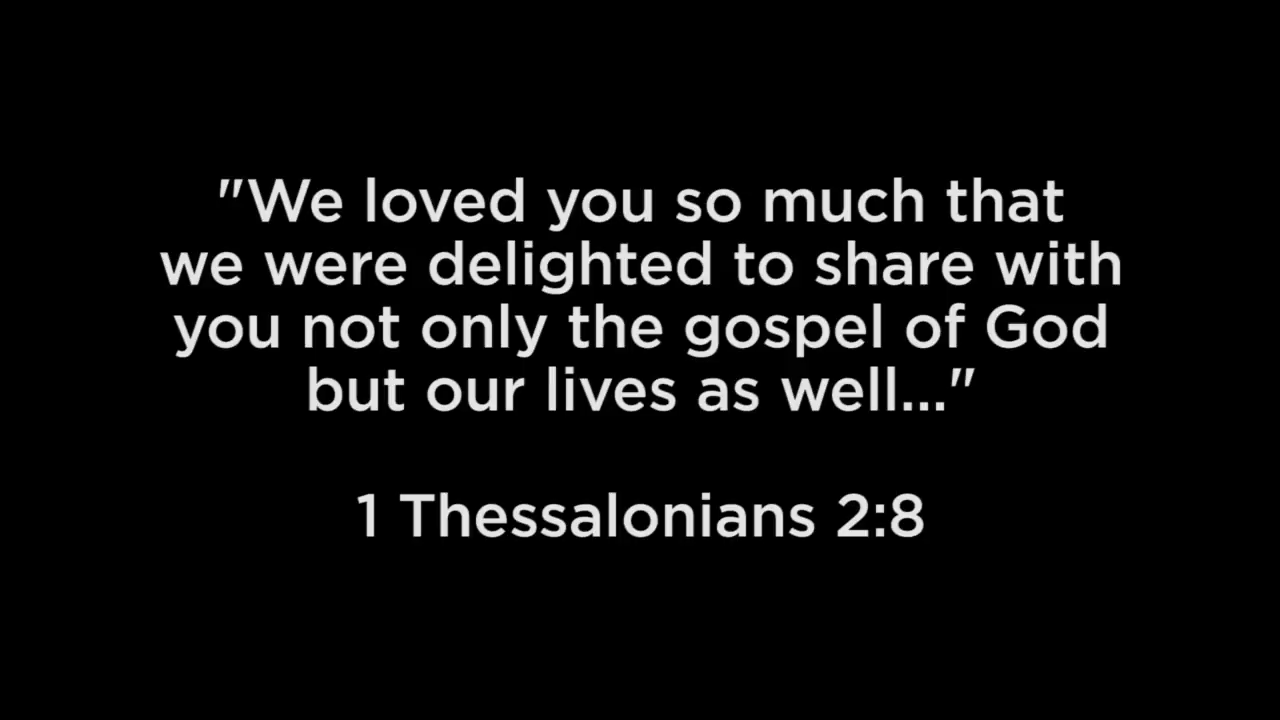 "We loved you so much that
we were delighted to share with
you not only the gospel of God
but our lives as well..."
1 Thessalonians 2:8